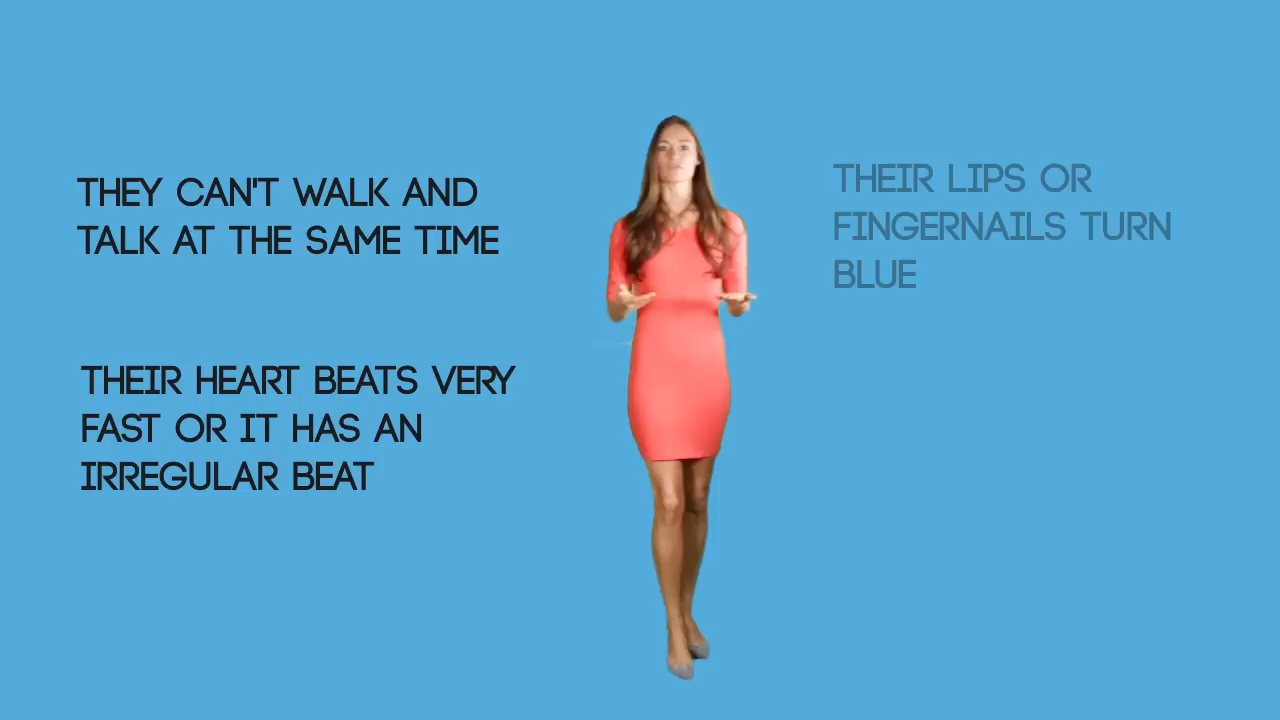 THEY CAN'T WALK AND
TALK AT THE SAME TIME
THEIR HEART BEATS VERY
FAST OR IT HAS AN
IRREGULAR BEAT
THEIR LIPS OR
FINGERNAILS TURN
BLUE